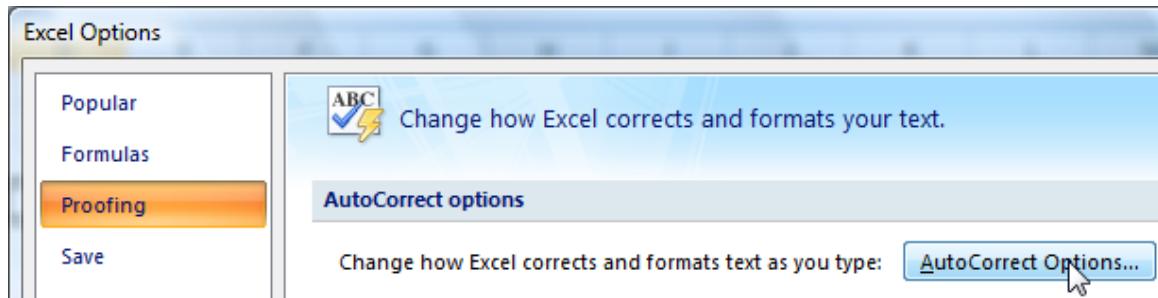 Excel Options
Popular
Formulas
Proofing
Save
ABC
Change how Excel corrects and formats your text.
AutoCorrect options
Change how Excel corrects and formats text as you type:
AutoCorrect Options...